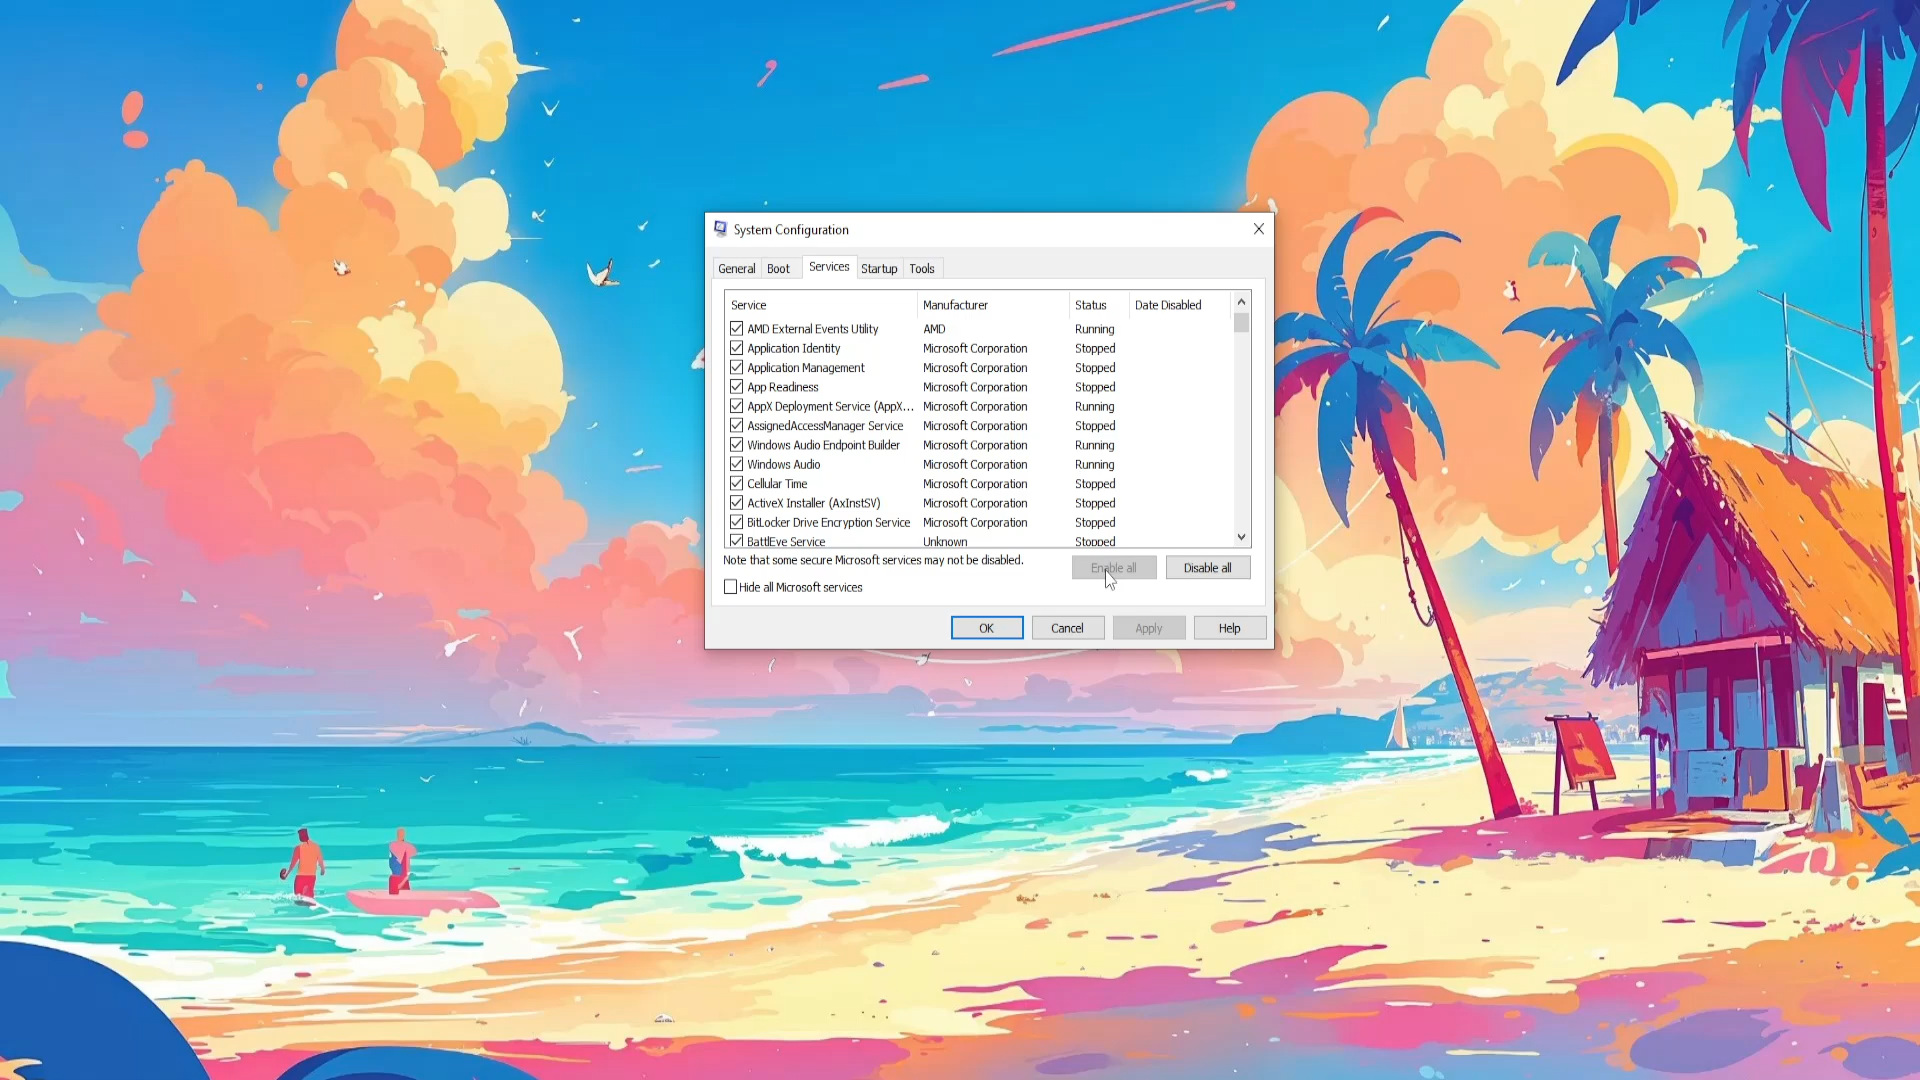 System Configuration
General Boot Services Startup Tools
Service Manufacturer Status Date Disabled
AMD External Events Utility AMD Running
Application Identity Microsoft Corporation Stopped
Application Management Microsoft Corporation Stopped
App Readiness Microsoft Corporation Stopped
AppX Deployment Service (AppX... Microsoft Corporation Running
AssignedAccessManager Service Microsoft Corporation Stopped
Windows Audio Endpoint Builder Microsoft Corporation Running
Windows Audio Microsoft Corporation Running
Cellular Time Microsoft Corporation Stopped
ActiveX Installer (AxInstSV) Microsoft Corporation Stopped
BitLocker Drive Encryption Service Microsoft Corporation Stopped
BattlEye Service Unknown Stopped
Note that some secure Microsoft services may not be disabled. Enable all Disable all
Hide all Microsoft services
OK Cancel Apply Help